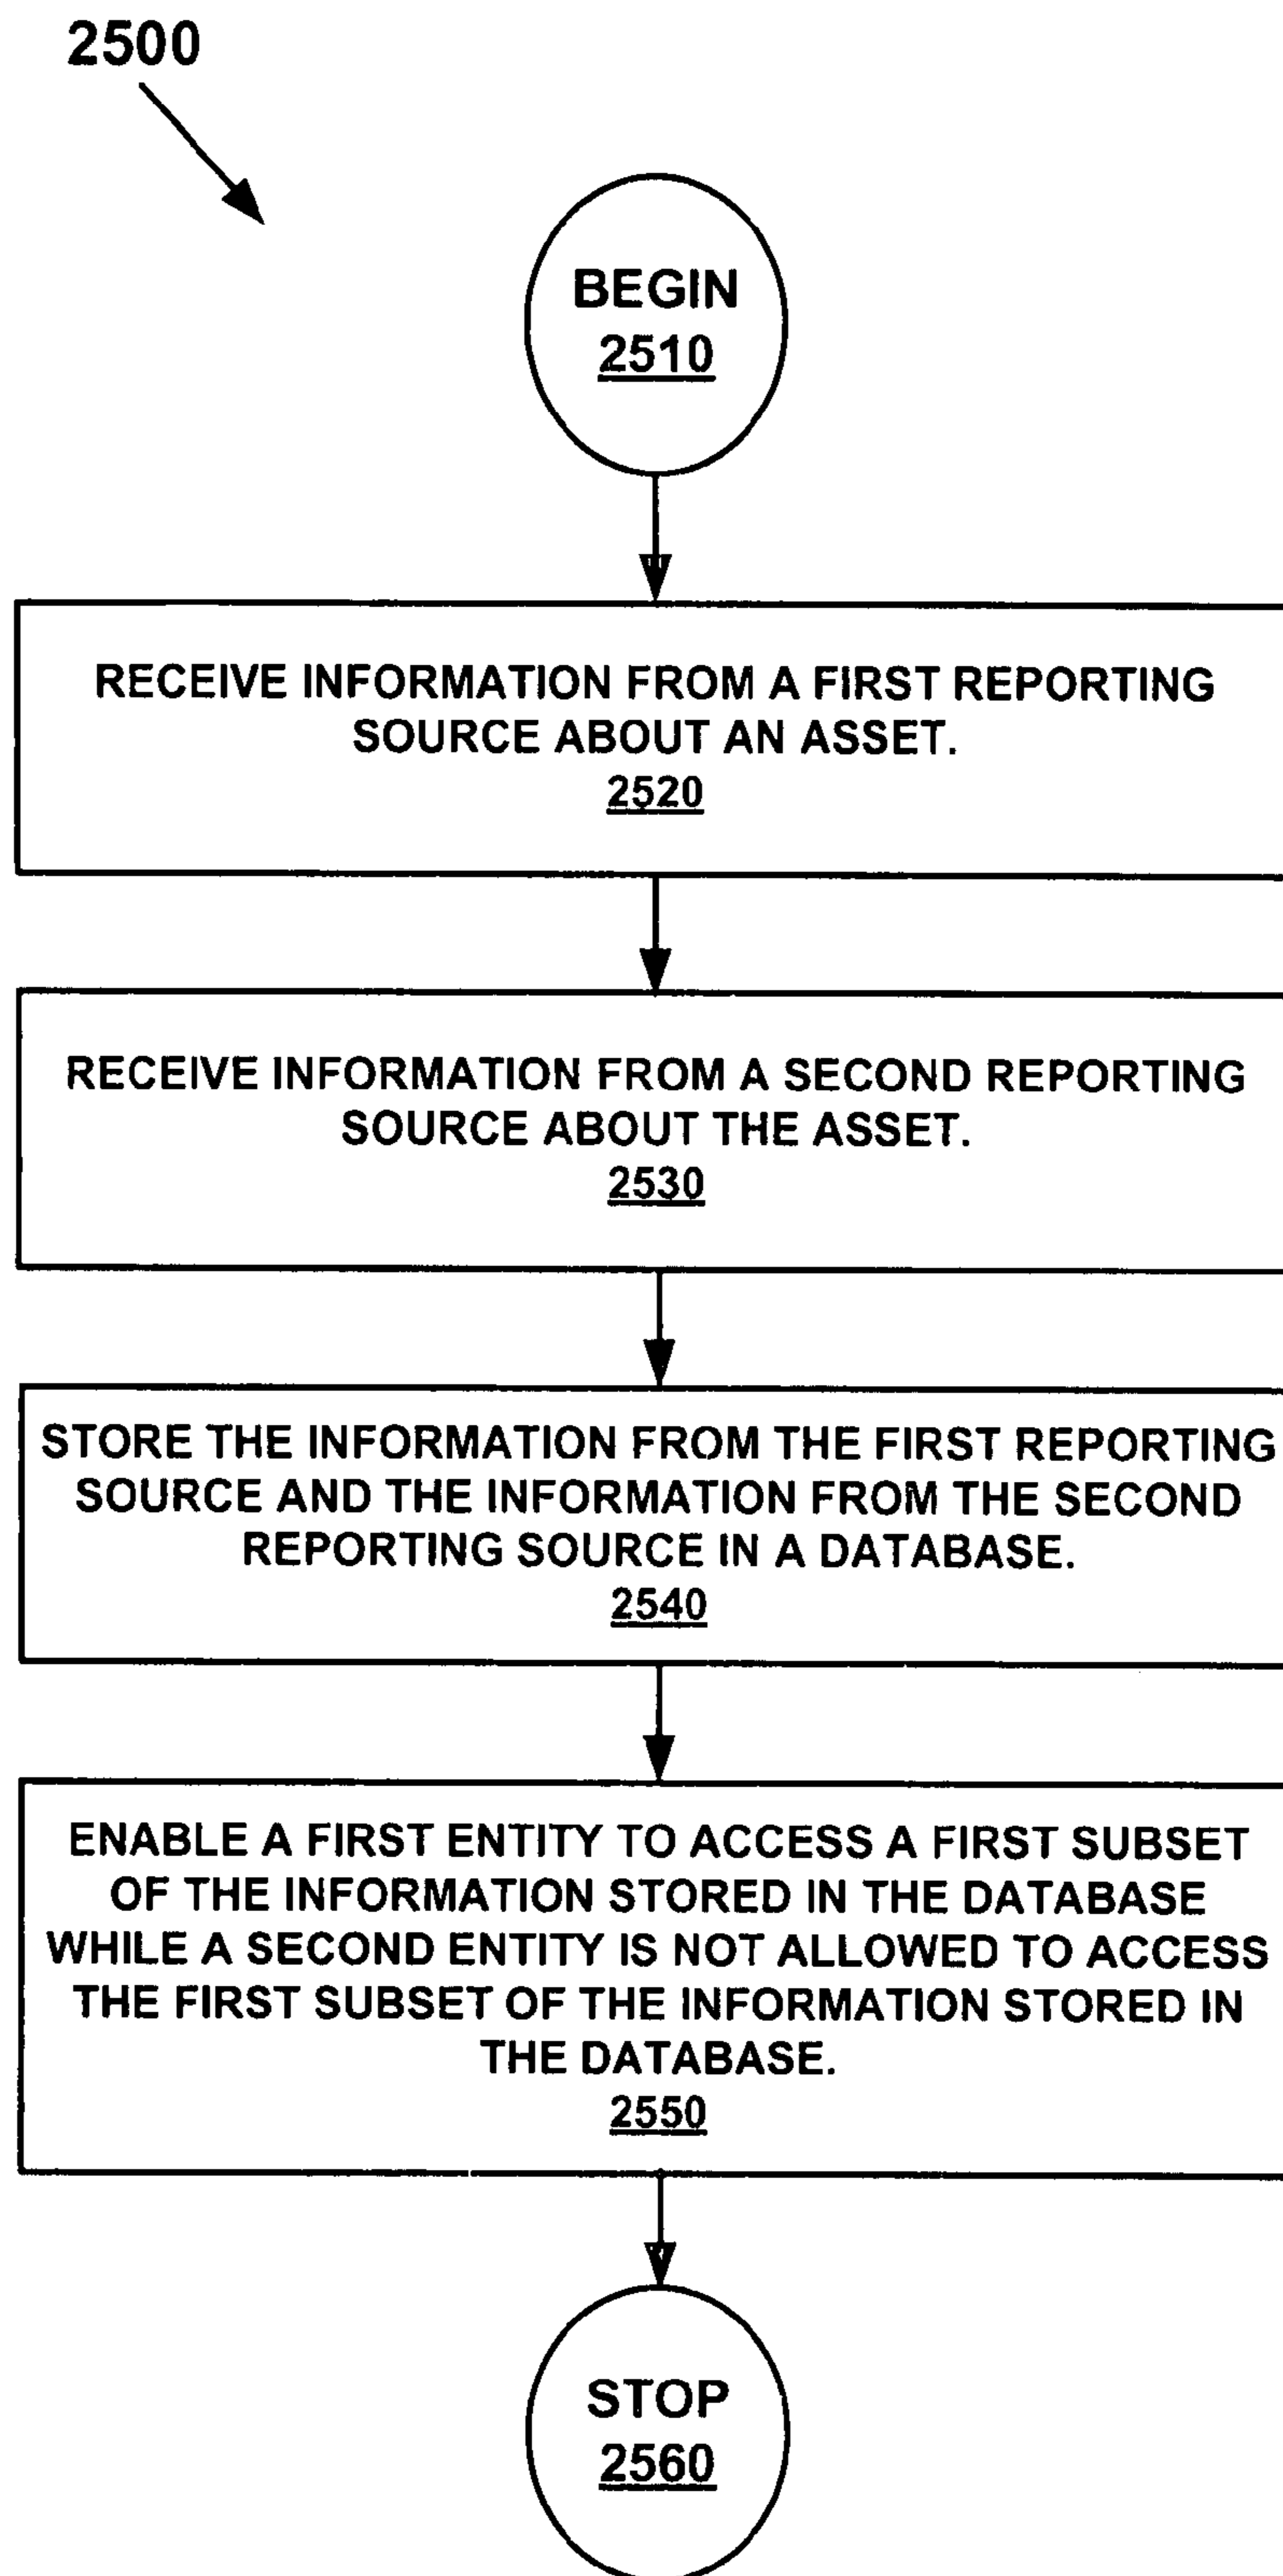 2500
BEGIN
2510
RECEIVE INFORMATION FROM A FIRST REPORTING
SOURCE ABOUT AN ASSET.
2520
RECEIVE INFORMATION FROM A SECOND REPORTING
SOURCE ABOUT THE ASSET.
2530
STORE THE INFORMATION FROM THE FIRST REPORTING
SOURCE AND THE INFORMATION FROM THE SECOND
REPORTING SOURCE IN A DATABASE.
2540
ENABLE A FIRST ENTITY TO ACCESS A FIRST SUBSET
OF THE INFORMATION STORED IN THE DATABASE
WHILE A SECOND ENTITY IS NOT ALLOWED TO ACCESS
THE FIRST SUBSET OF THE INFORMATION STORED IN
THE DATABASE.
2550
STOP
2560